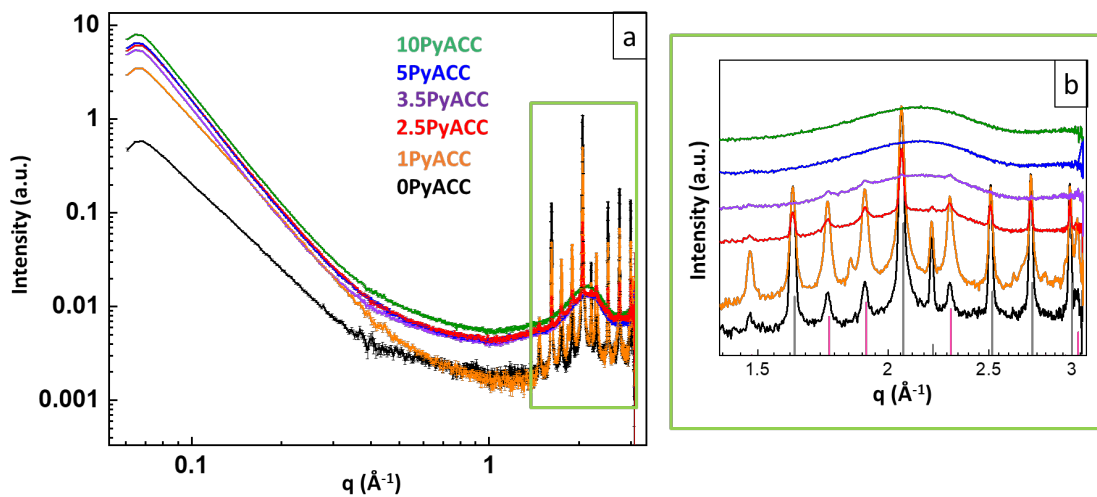 a
10PyACC
5PyACC
3.5PyACC
2.5PyACC
1PyACC
0PyACC
Intensity (a.u.)
10
1
0.1
0.01
0.001
0.1
1
q (Å⁻¹)
b
Intensity (a.u.)
1.5
2
2.5
3
q (Å⁻¹)